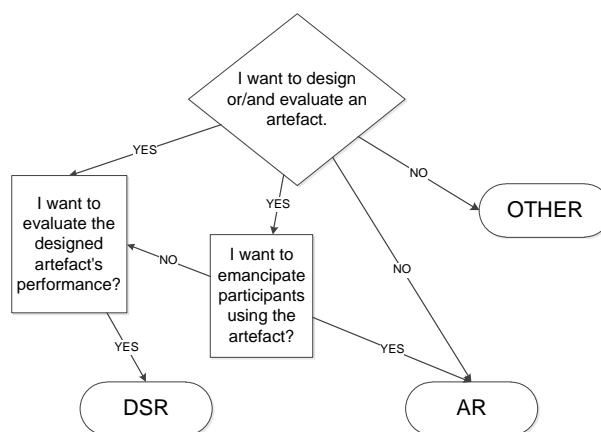 I want to design
or/and evaluate an
artefact.
YES
NO
YES
I want to
evaluate the
designed
artefact's
performance?
OTHER
I want to
emancipate
participants
using the
artefact?
NO
NO
YES
YES
DSR
AR